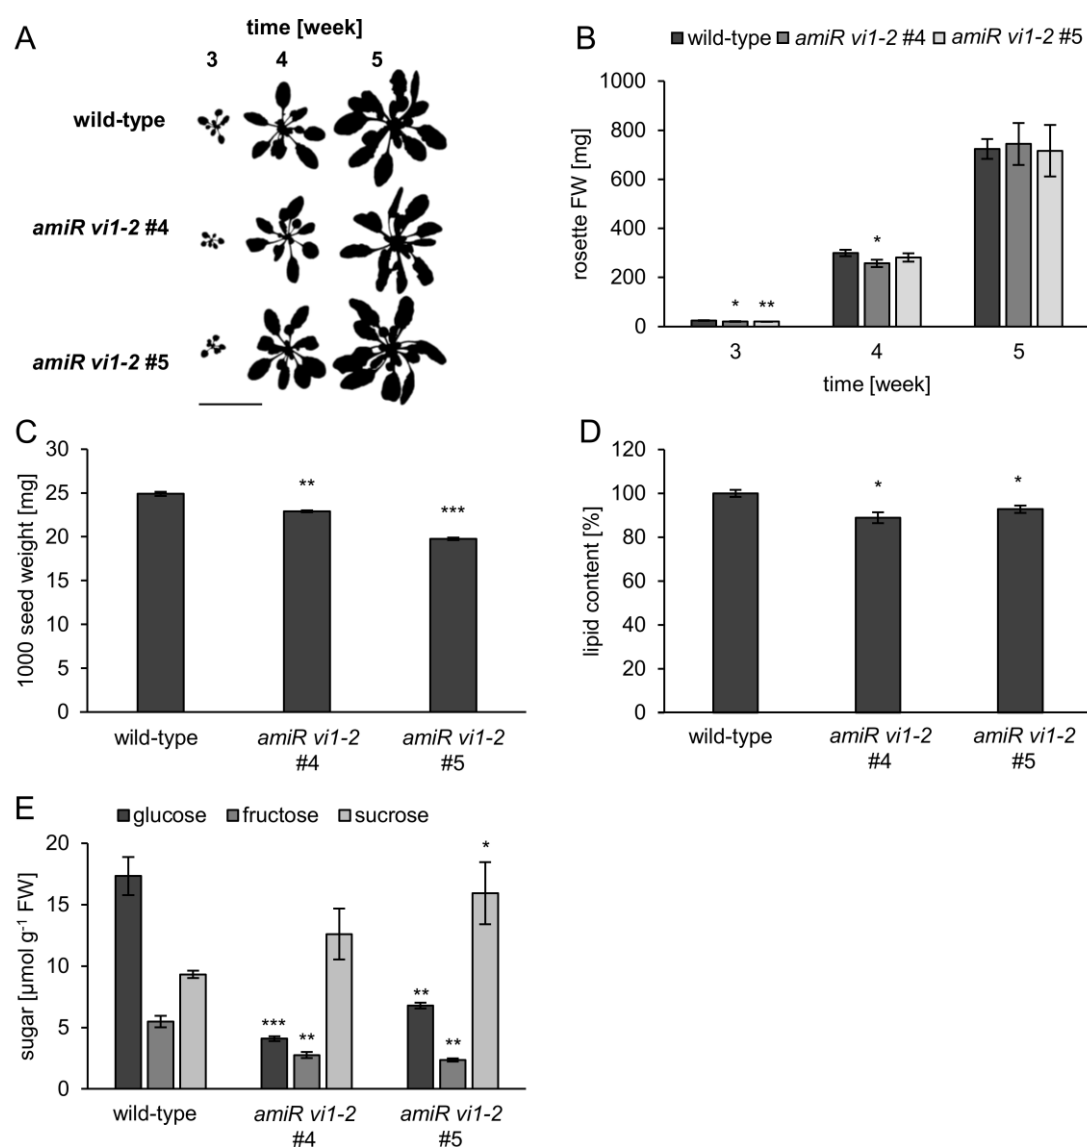 A
time [week]
3 4 5
wild-type
amiR vi1-2 #4
amiR vi1-2 #5
B
wild-type amiR vi1-2 #4 amiR vi1-2 #5
rosette FW [mg]
1000
800
600
400
200
0
* **
*
3 4 5
time [week]
C
1000 seed weight [mg]
30
25
20
15
10
5
0
**
***
wild-type amiR vi1-2 amiR vi1-2
#4 #5
D
lipid content [%]
120
100
80
60
40
20
0
*
*
wild-type amiR vi1-2 amiR vi1-2
#4 #5
E
glucose fructose sucrose
sugar [µmol g⁻¹ FW]
20
15
10
5
0
*** **
** ** *
wild-type amiR vi1-2 amiR vi1-2
#4 #5